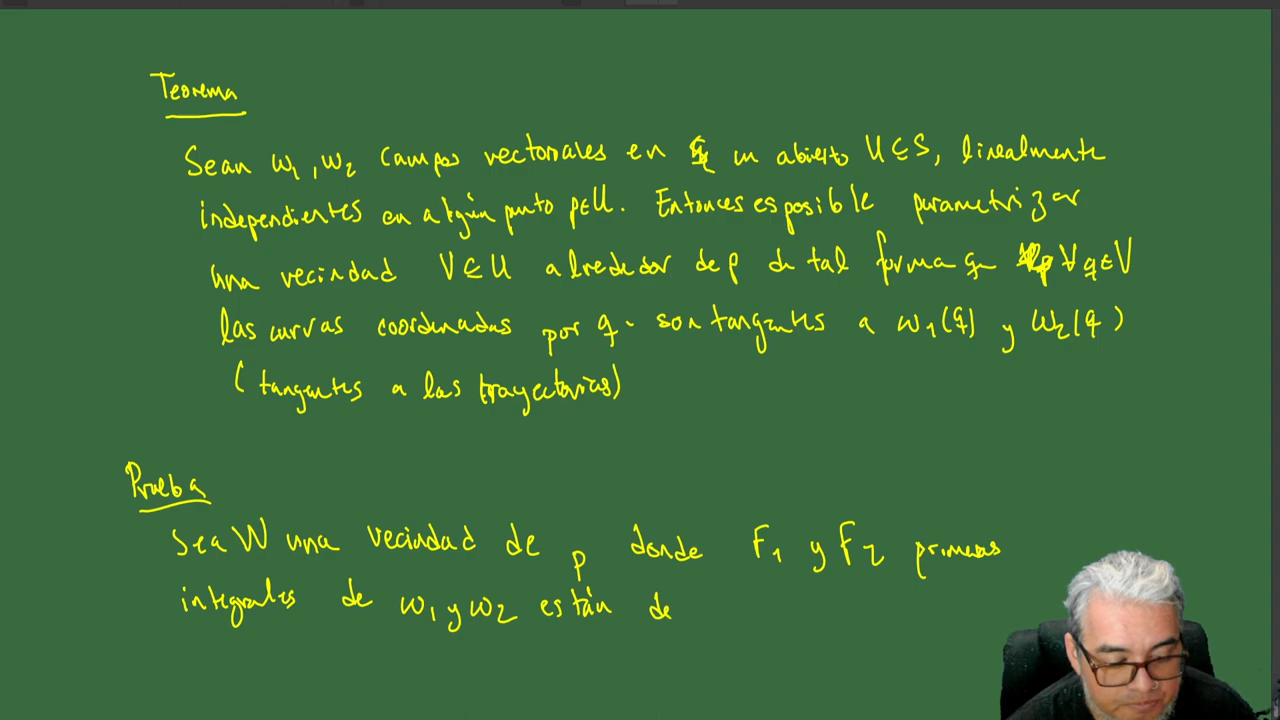 Teorema
Sean w₁, w₂ campos vectoriales en un abierto U ⊆ S, linealmente
independientes en algún punto p∈U. Entonces es posible parametrizar
una vecindad V⊆U alrededor de p de tal forma que ∀q∈V
las curvas coordenadas por q son tangentes a w₁(q) y w₂(q)
(tangentes a las trayectorias)
Prueba
Sea W una vecindad de p donde F₁ y F₂ primeras
integrales de w₁ y w₂ están de